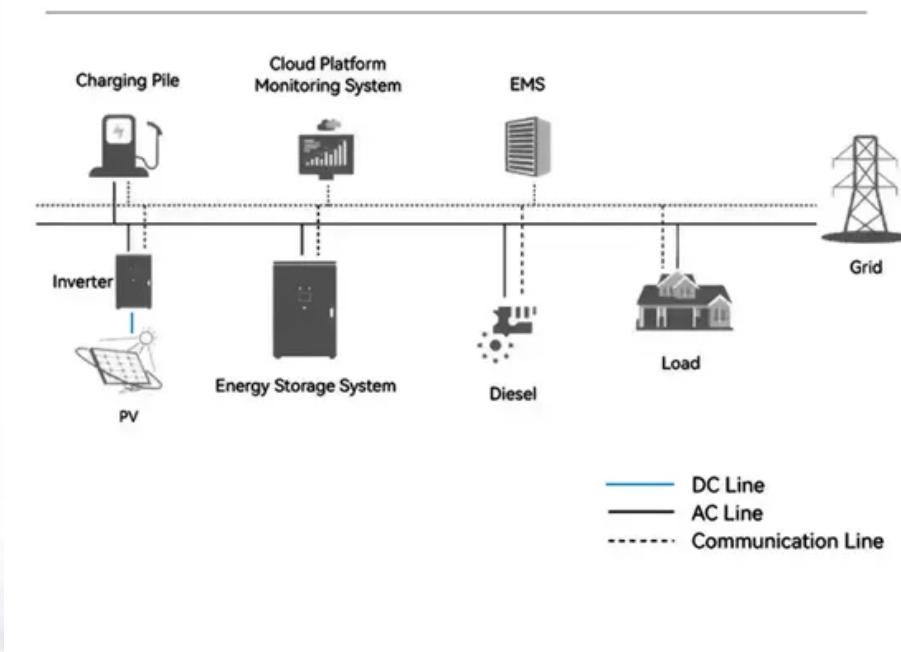 Charging Pile
Cloud Platform
Monitoring System
EMS
Grid
Inverter
Load
Energy Storage System
Diesel
PV
DC Line
AC Line
Communication Line